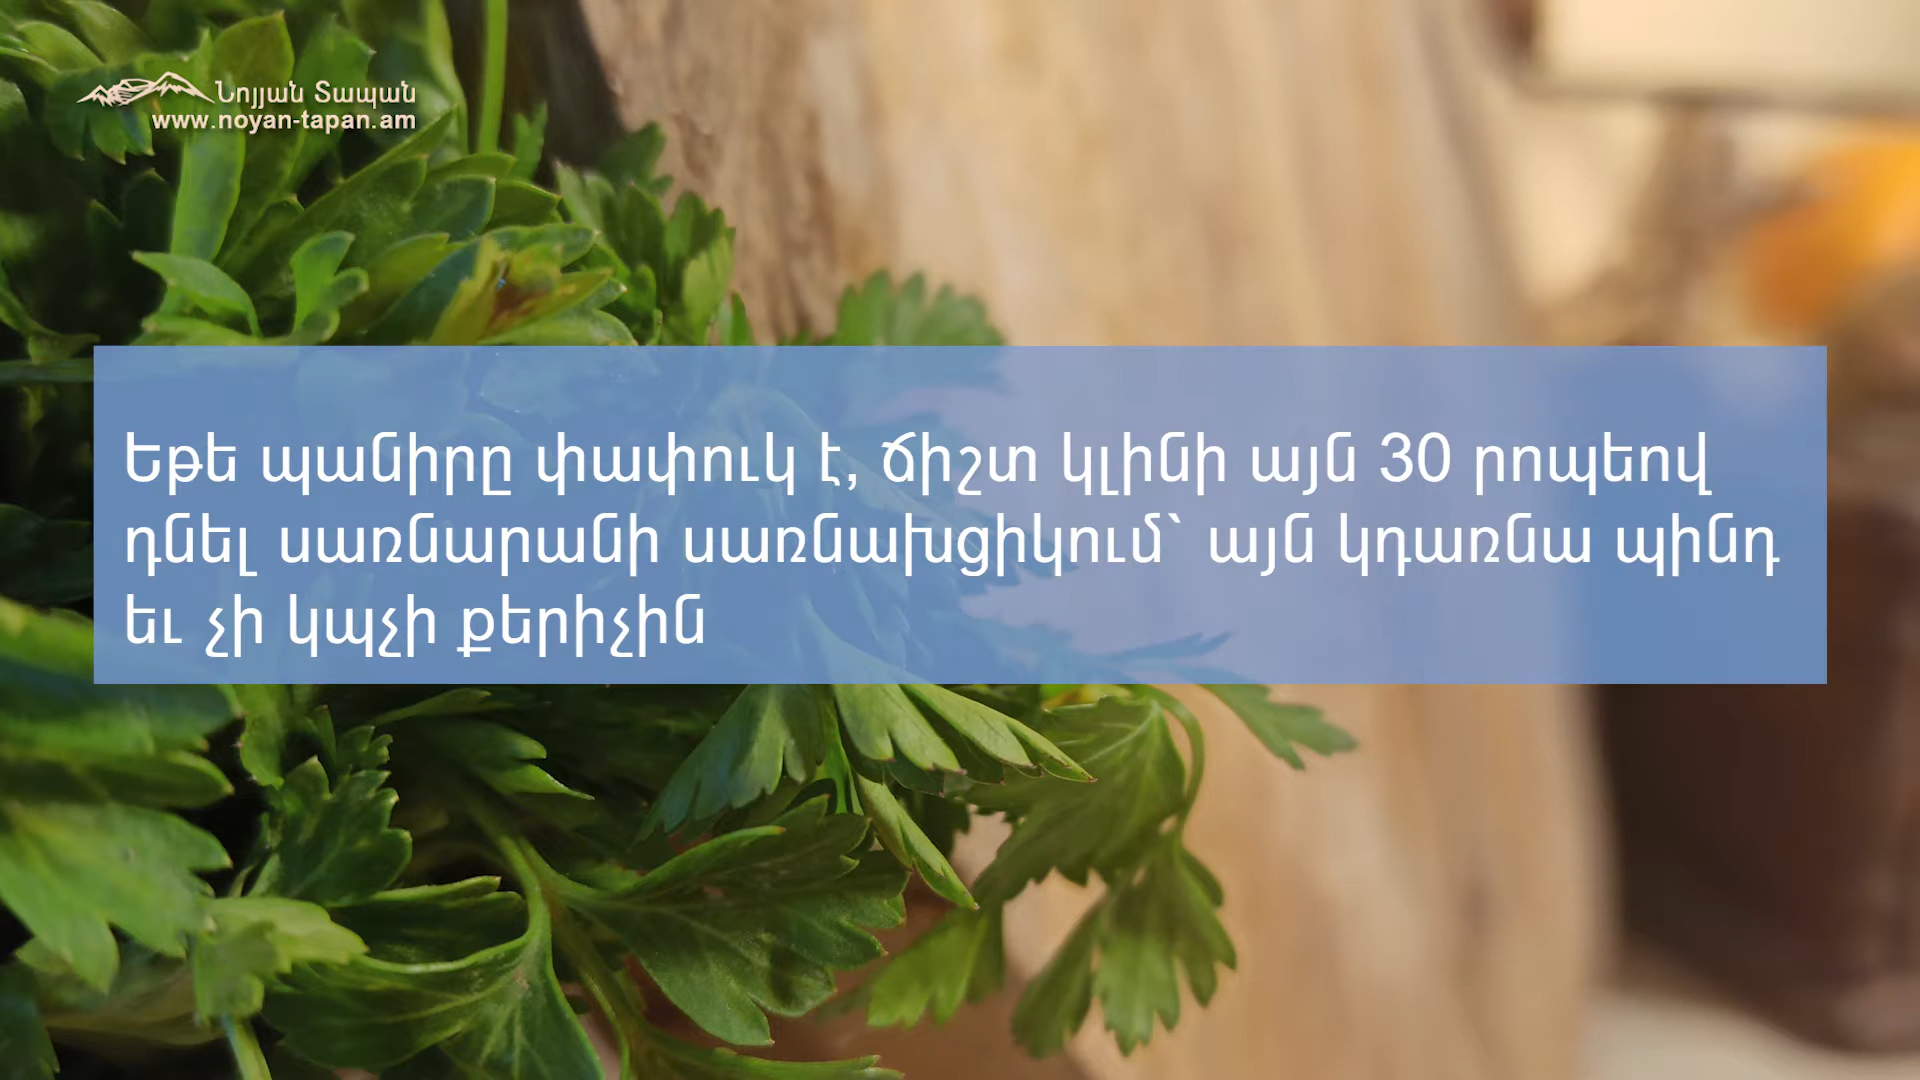 Նոյյան Տապան
www.noyan-tapan.am
Եթե պանիրը փափուկ է, ճիշտ կլինի այն 30 րոպեով
դնել սառնարանի սառնախցիկում՝ այն կդառնա պինդ
եւ չի կպչի քերիչին